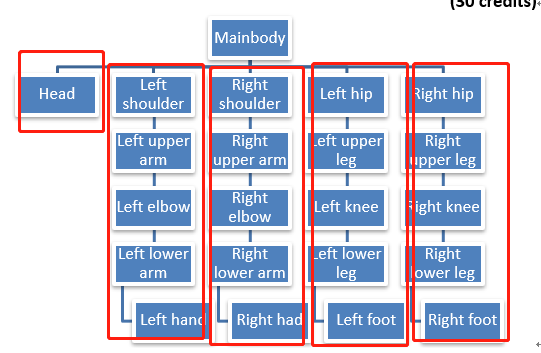 (30 credits)
Mainbody
Head
Left
shoulder
Right
shoulder
Left hip
Right hip
Left upper
arm
Right
upper arm
Left upper
leg
Right
upper leg
Left elbow
Right
elbow
Left knee
Right knee
Left lower
arm
Right
lower arm
Left lower
leg
Right
lower leg
Left hand
Right had
Left foot
Right foot